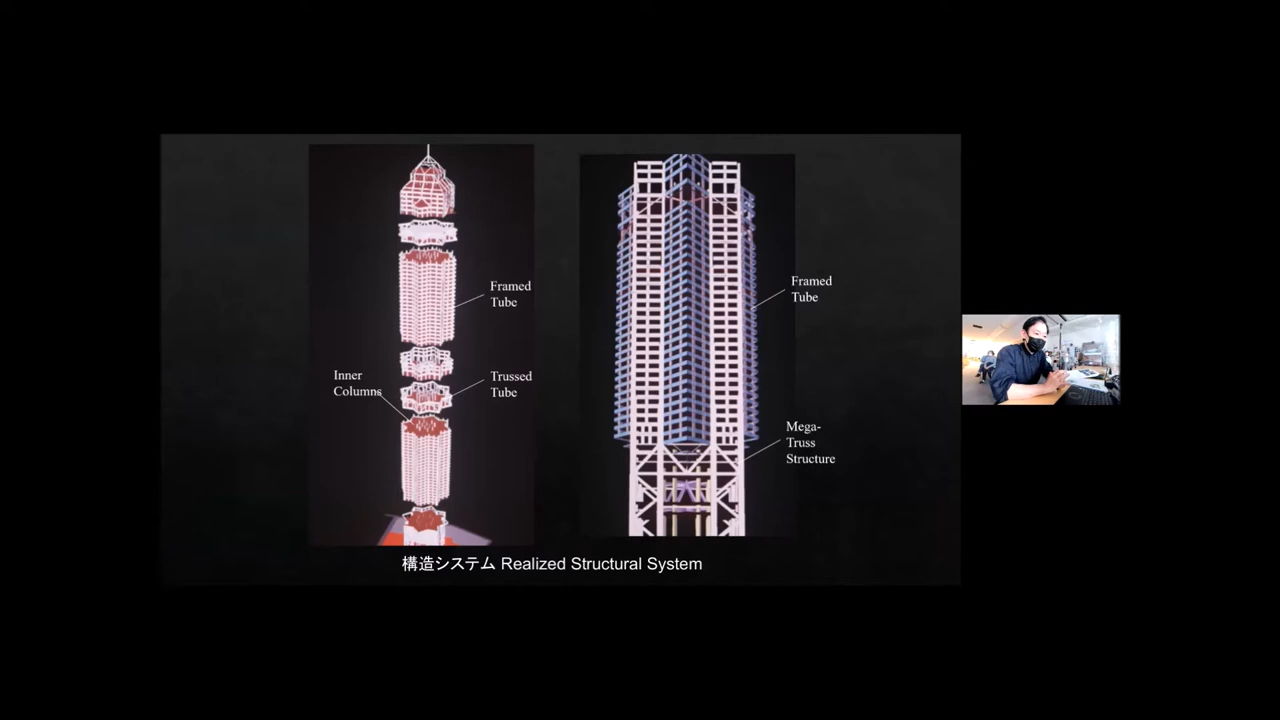 Framed
Tube
Inner
Columns
Trussed
Tube
Framed
Tube
Mega-
Truss
Structure
構造システム Realized Structural System